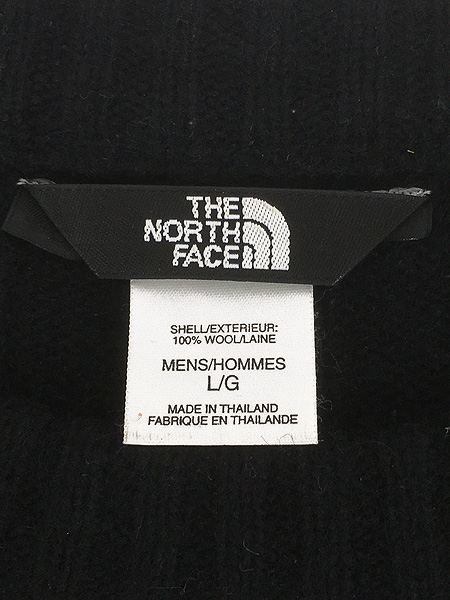 THE
NORTH
FACE
SHELL/EXTERIEUR:
100% WOOL/LAINE
MENS/HOMMES
L/G
MADE IN THAILAND
FABRIQUE EN THAILANDE